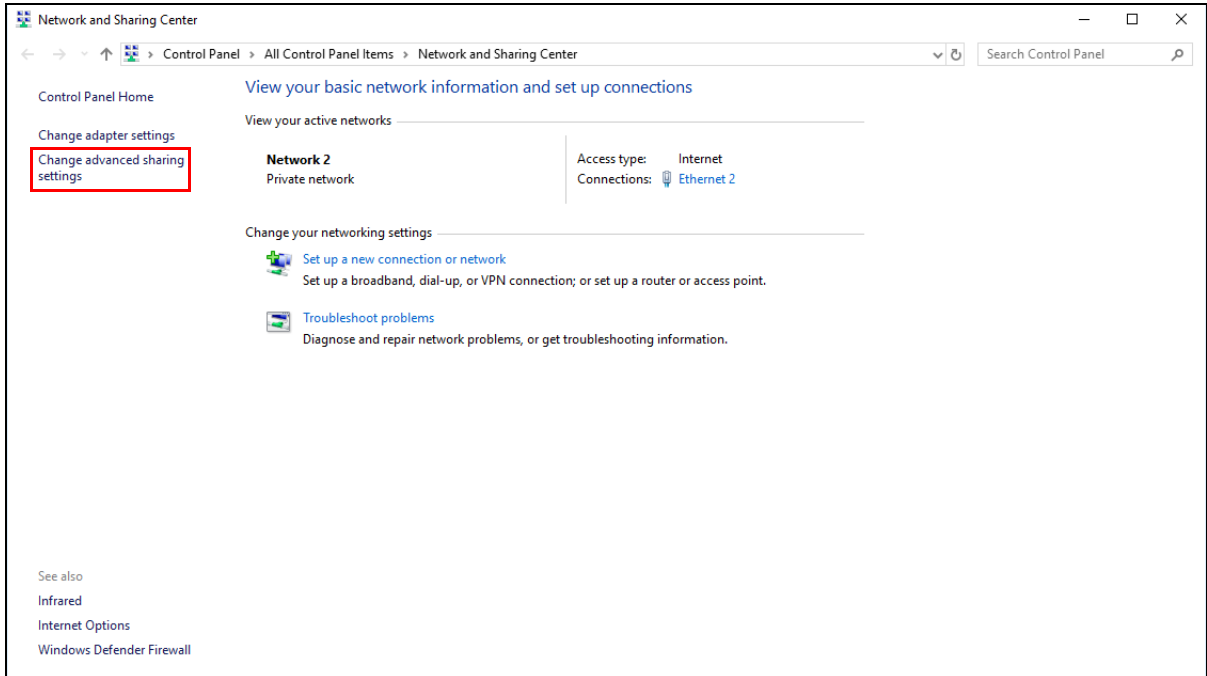 Network and Sharing Center
Control Panel > All Control Panel Items > Network and Sharing Center
Search Control Panel
Control Panel Home
Change adapter settings
Change advanced sharing
settings
View your basic network information and set up connections
View your active networks
Network 2
Private network
Access type: Internet
Connections: Ethernet 2
Change your networking settings
Set up a new connection or network
Set up a broadband, dial-up, or VPN connection; or set up a router or access point.
Troubleshoot problems
Diagnose and repair network problems, or get troubleshooting information.
See also
Infrared
Internet Options
Windows Defender Firewall